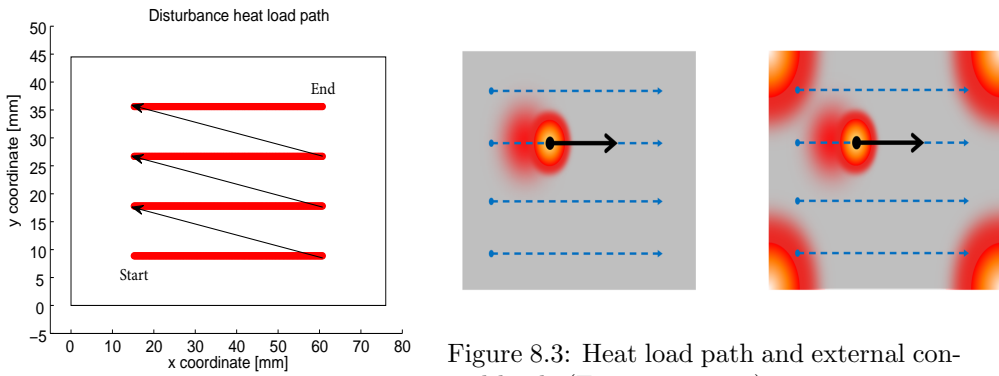 Disturbance heat load path
50
45
40
35
30
25
20
15
10
5
0
−5
y coordinate [mm]
End
Start
0 10 20 30 40 50 60 70 80
x coordinate [mm]
Figure 8.3: Heat load path and external con-